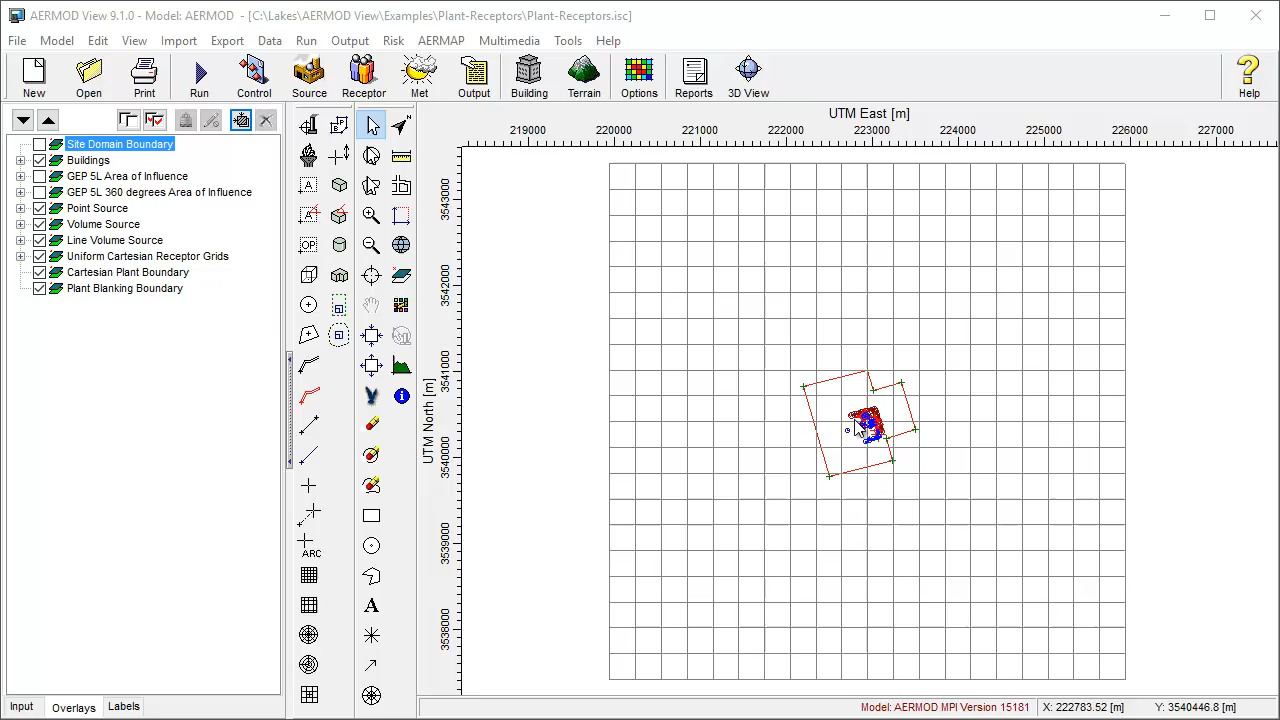 AERMOD View 9.1.0 - Model: AERMOD - [C:\Lakes\AERMOD View\Examples\Plant-Receptors\Plant-Receptors.isc]
File Model Edit View Import Export Data Run Output Risk AERMAP Multimedia Tools Help
New Open Print Run Control Source Receptor Met Output Building Terrain Options Reports 3D View Help
UTM East [m]
219000 220000 221000 222000 223000 224000 225000 226000 227000
Site Domain Boundary
Buildings
GEP 5L Area of Influence
GEP 5L 360 degrees Area of Influence
Point Source
Volume Source
Line Volume Source
Uniform Cartesian Receptor Grids
Cartesian Plant Boundary
Plant Blanking Boundary
A
A
OP
ARC
A
UTM North [m]
3543000
3542000
3541000
3540000
3539000
3538000
Input Overlays Labels
Model: AERMOD MPI Version 15181 X: 222783.52 [m] Y: 3540446.8 [m]